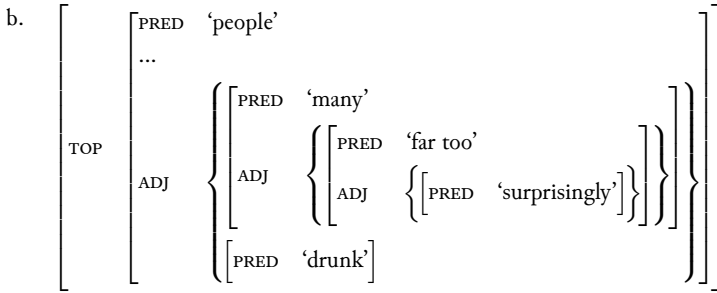 b.
PRED ‘people’
...
PRED ‘many’
PRED ‘far too’
TOP
ADJ
ADJ
ADJ
PRED ‘surprisingly’
PRED ‘drunk’